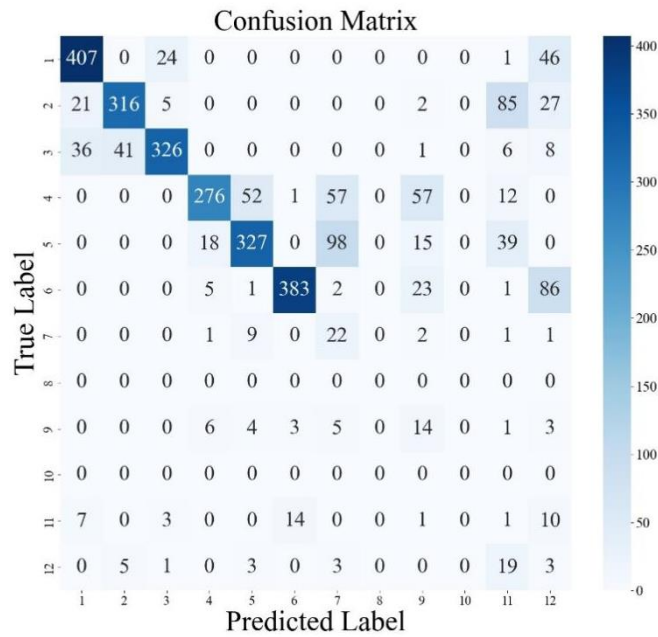 Confusion Matrix
1 407 0 24 0 0 0 0 0 0 0 1 46
2 21 316 5 0 0 0 0 0 2 0 85 27
3 36 41 326 0 0 0 0 0 1 0 6 8
4 0 0 0 276 52 1 57 0 57 0 12 0
5 0 0 0 18 327 0 98 0 15 0 39 0
6 0 0 0 5 1 383 2 0 23 0 1 86
7 0 0 0 1 9 0 22 0 2 0 1 1
8 0 0 0 0 0 0 0 0 0 0 0 0
9 0 0 0 6 4 3 5 0 14 0 1 3
10 0 0 0 0 0 0 0 0 0 0 0 0
11 7 0 3 0 0 14 0 0 1 0 1 10
12 0 5 1 0 3 0 3 0 0 0 19 3
1 2 3 4 5 6 7 8 9 10 11 12
Predicted Label
True Label
400
350
300
250
200
150
100
50
0